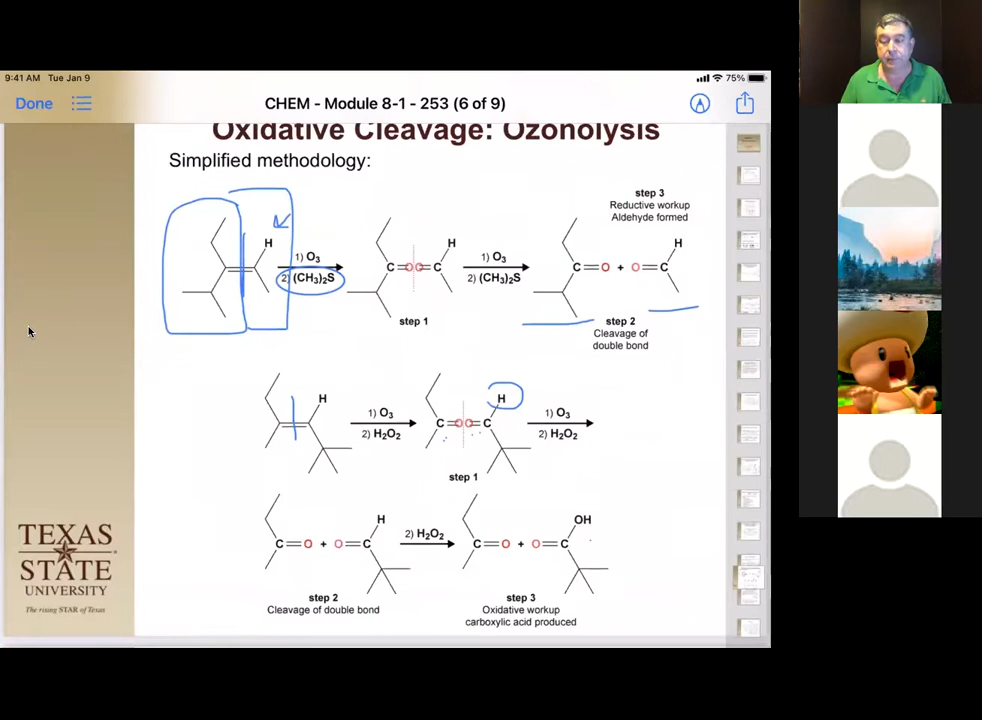 9:41 AM Tue Jan 9
75%
Done
CHEM - Module 8-1 - 253 (6 of 9)
Oxidative Cleavage: Ozonolysis
Simplified methodology:
step 3
Reductive workup
Aldehyde formed
H
1) O₃
2) (CH₃)₂S
H
C=OO=C
step 1
1) O₃
2) (CH₃)₂S
H
C=O + O=C
step 2
Cleavage of
double bond
H
1) O₃
2) H₂O₂
H
C=OO=C
step 1
1) O₃
2) H₂O₂
H
C=O + O=C
step 2
Cleavage of double bond
2) H₂O₂
OH
C=O + O=C
step 3
Oxidative workup
carboxylic acid produced
TEXAS
STATE
UNIVERSITY
The rising STAR of Texas